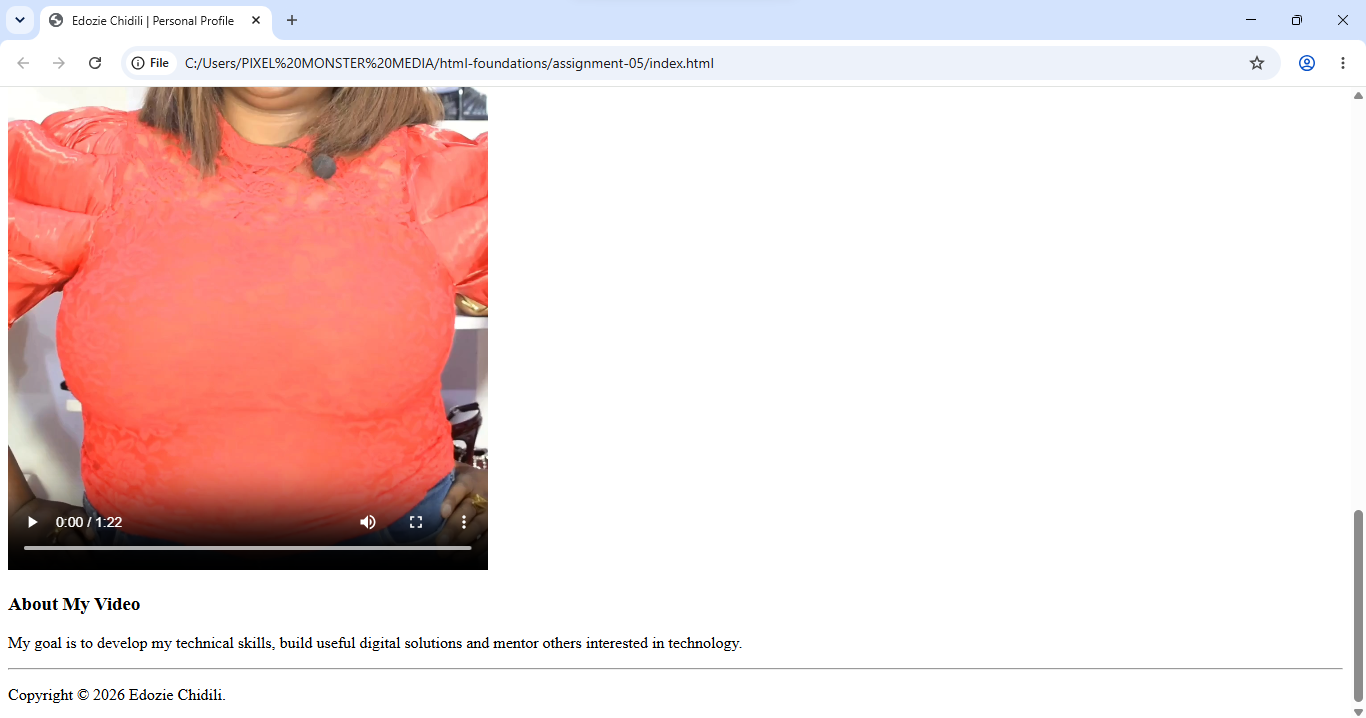 Edozie Chidili | Personal Profile
File
C:/Users/PIXEL%20MONSTER%20MEDIA/html-foundations/assignment-05/index.html
0:00 / 1:22
About My Video
My goal is to develop my technical skills, build useful digital solutions and mentor others interested in technology.
Copyright © 2026 Edozie Chidili.